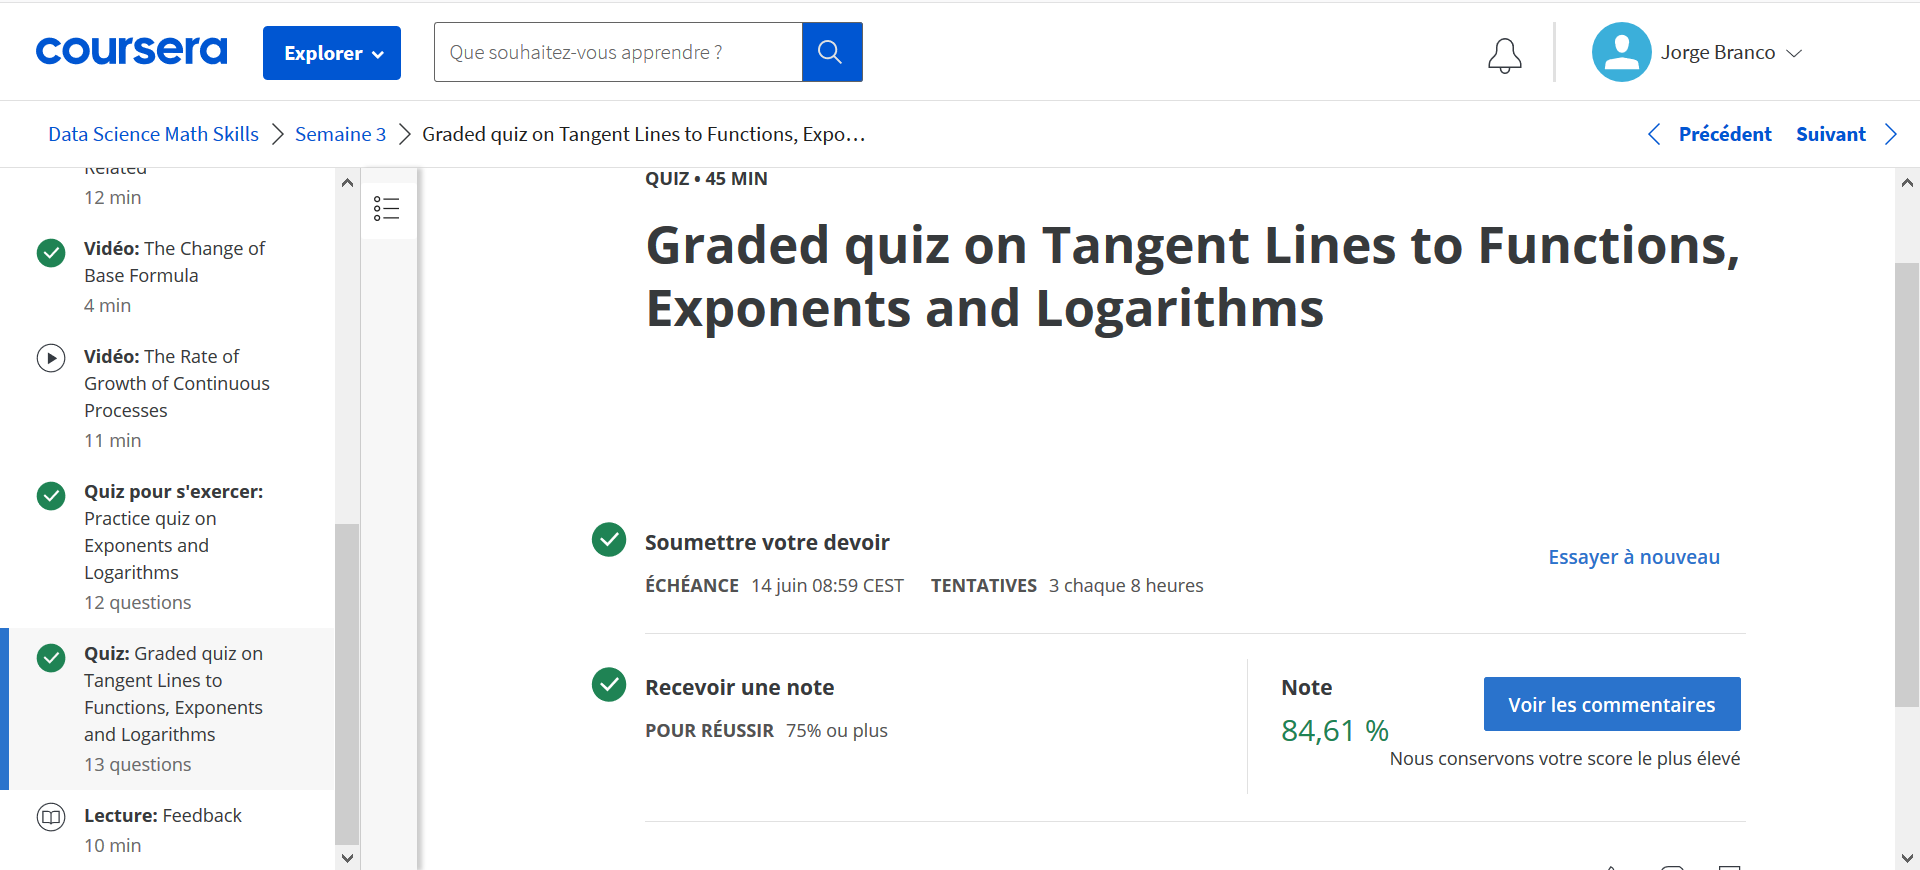 coursera
Explorer
Que souhaitez-vous apprendre ?
Jorge Branco
Data Science Math Skills
Semaine 3
Graded quiz on Tangent Lines to Functions, Expo...
Précédent
Suivant
Related
12 min
Vidéo: The Change of
Base Formula
4 min
Vidéo: The Rate of
Growth of Continuous
Processes
11 min
Quiz pour s'exercer:
Practice quiz on
Exponents and
Logarithms
12 questions
Quiz: Graded quiz on
Tangent Lines to
Functions, Exponents
and Logarithms
13 questions
Lecture: Feedback
10 min
QUIZ • 45 MIN
Graded quiz on Tangent Lines to Functions,
Exponents and Logarithms
Soumettre votre devoir
ÉCHÉANCE 14 juin 08:59 CEST TENTATIVES 3 chaque 8 heures
Essayer à nouveau
Recevoir une note
POUR RÉUSSIR 75% ou plus
Note
84,61 %
Voir les commentaires
Nous conservons votre score le plus élevé